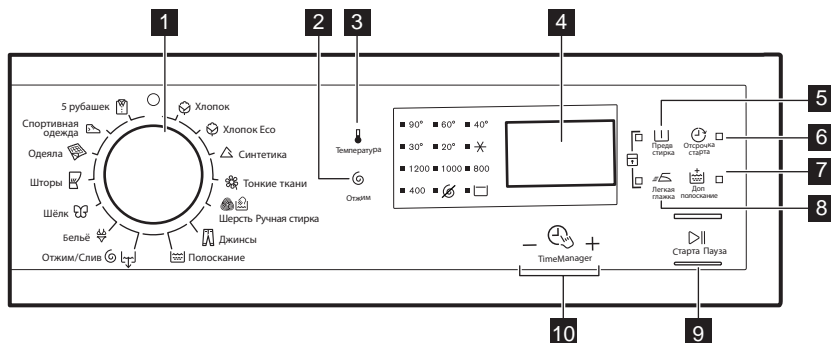 1
2
3
4
5
6
7
8
9
10
5 рубашек
Спортивная
одежда
Одеяла
Шторы
Шёлк
Бельё
Отжим/Слив
Хлопок
Хлопок Eco
Синтетика
Тонкие ткани
Шерсть Ручная стирка
Джинсы
Полоскание
Температура
Отжим
90° 60° 40°
30° 20°
1200 1000 800
400
Предв
стирка
Отсрочка
старта
Легкая
глажка
Доп
полоскание
Старта Пауза
− +
TimeManager